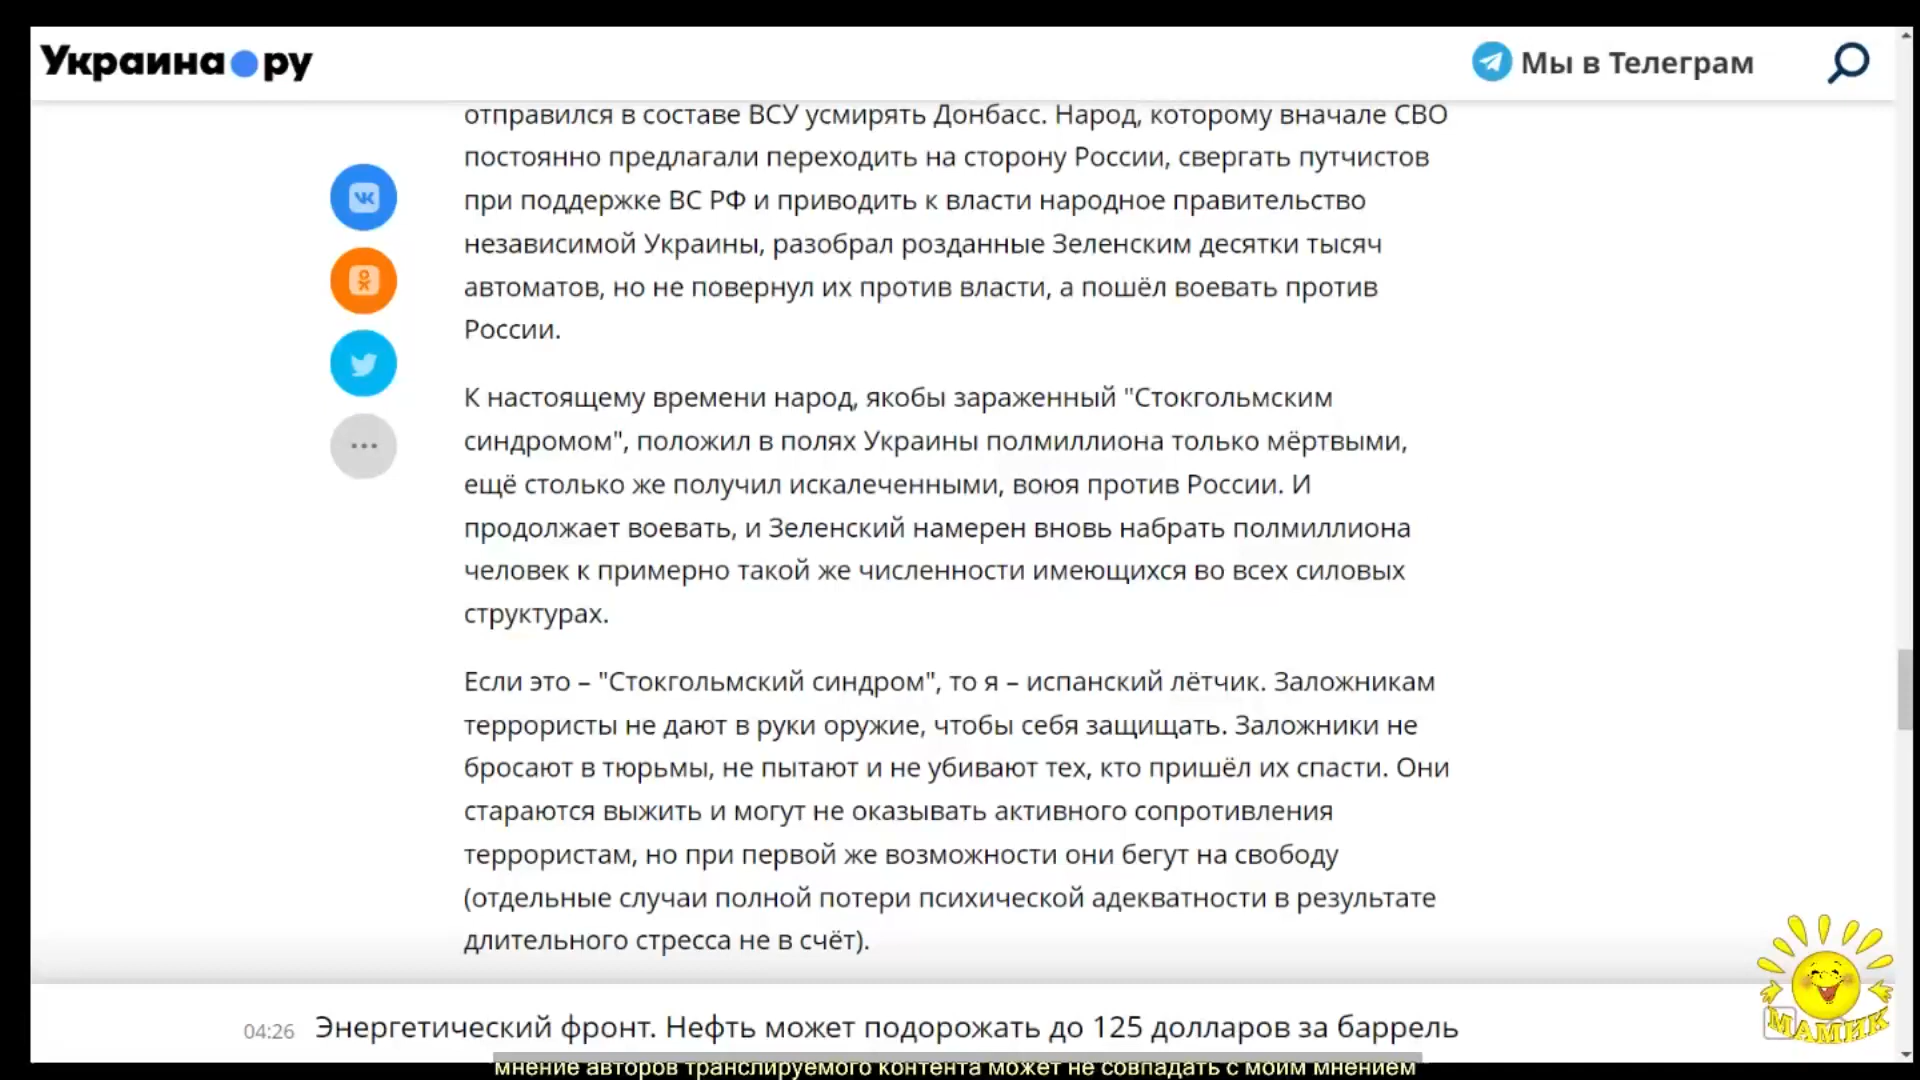 Украина ру
Мы в Телеграм
отправился в составе ВСУ усмирять Донбасс. Народ, которому вначале СВО
постоянно предлагали переходить на сторону России, свергать путчистов
при поддержке ВС РФ и приводить к власти народное правительство
независимой Украины, разобрал розданные Зеленским десятки тысяч
автоматов, но не повернул их против власти, а пошёл воевать против
России.
К настоящему времени народ, якобы зараженный "Стокгольмским
синдромом", положил в полях Украины полмиллиона только мёртвыми,
ещё столько же получил искалеченными, воюя против России. И
продолжает воевать, и Зеленский намерен вновь набрать полмиллиона
человек к примерно такой же численности имеющихся во всех силовых
структурах.
Если это – "Стокгольмский синдром", то я – испанский лётчик. Заложникам
террористы не дают в руки оружие, чтобы себя защищать. Заложники не
бросают в тюрьмы, не пытают и не убивают тех, кто пришёл их спасти. Они
стараются выжить и могут не оказывать активного сопротивления
террористам, но при первой же возможности они бегут на свободу
(отдельные случаи полной потери психической адекватности в результате
длительного стресса не в счёт).
МАМИК
04:26 Энергетический фронт. Нефть может подорожать до 125 долларов за баррель
мнение авторов транслируемого контента может не совпадать с моим мнением